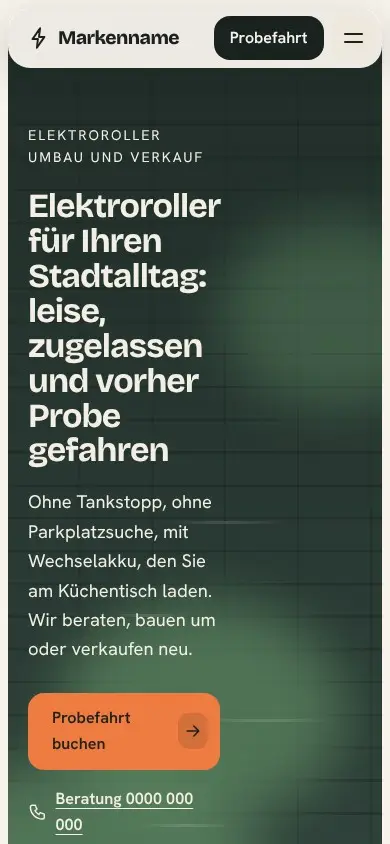 Markenname
Probefahrt
ELEKTROROLLER
UMBAU UND VERKAUF
Elektroroller
für Ihren
Stadtalltag:
leise,
zugelassen
und vorher
Probe
gefahren
Ohne Tankstopp, ohne
Parkplatzsuche, mit
Wechselakku, den Sie
am Küchentisch laden.
Wir beraten, bauen um
oder verkaufen neu.
Probefahrt
buchen
Beratung 0000 000
000